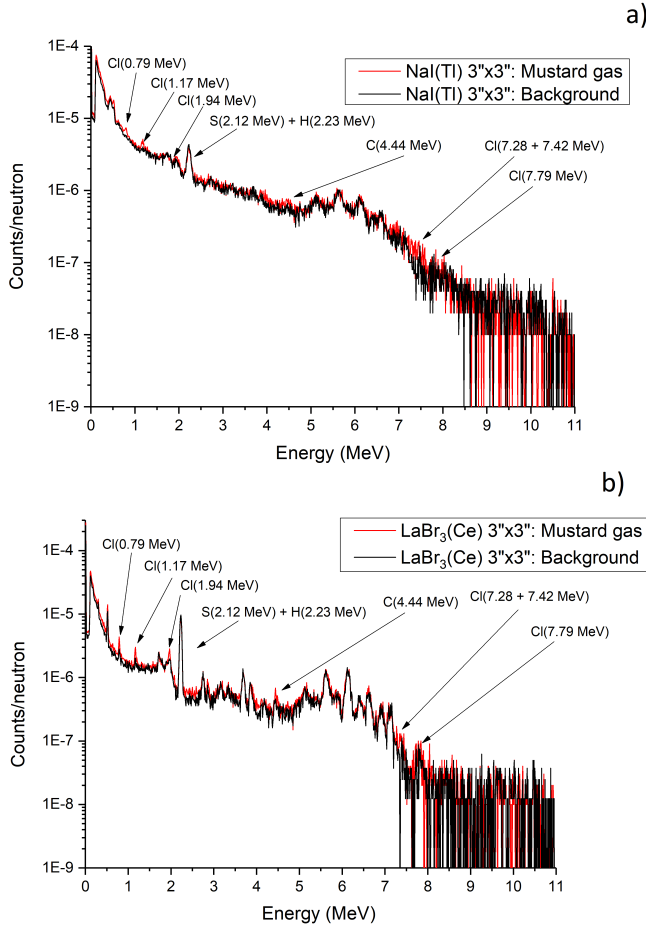 a)
1E-4
1E-5
1E-6
1E-7
1E-8
1E-9
Counts/neutron
Cl(0.79 MeV)
Cl(1.17 MeV)
Cl(1.94 MeV)
S(2.12 MeV) + H(2.23 MeV)
C(4.44 MeV)
Cl(7.28 + 7.42 MeV)
Cl(7.79 MeV)
NaI(Tl) 3"x3": Mustard gas
NaI(Tl) 3"x3": Background
0 1 2 3 4 5 6 7 8 9 10 11
Energy (MeV)
b)
1E-4
1E-5
1E-6
1E-7
1E-8
1E-9
Counts/neutron
Cl(0.79 MeV)
Cl(1.17 MeV)
Cl(1.94 MeV)
S(2.12 MeV) + H(2.23 MeV)
C(4.44 MeV)
Cl(7.28 + 7.42 MeV)
Cl(7.79 MeV)
LaBr₃(Ce) 3"x3": Mustard gas
LaBr₃(Ce) 3"x3": Background
0 1 2 3 4 5 6 7 8 9 10 11
Energy (MeV)